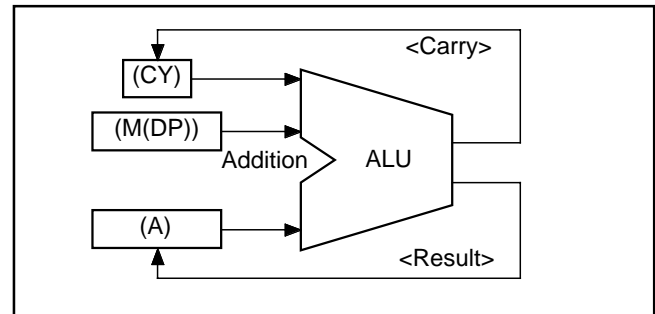 <Carry>
(CY)
(M(DP))
Addition
ALU
(A)
<Result>